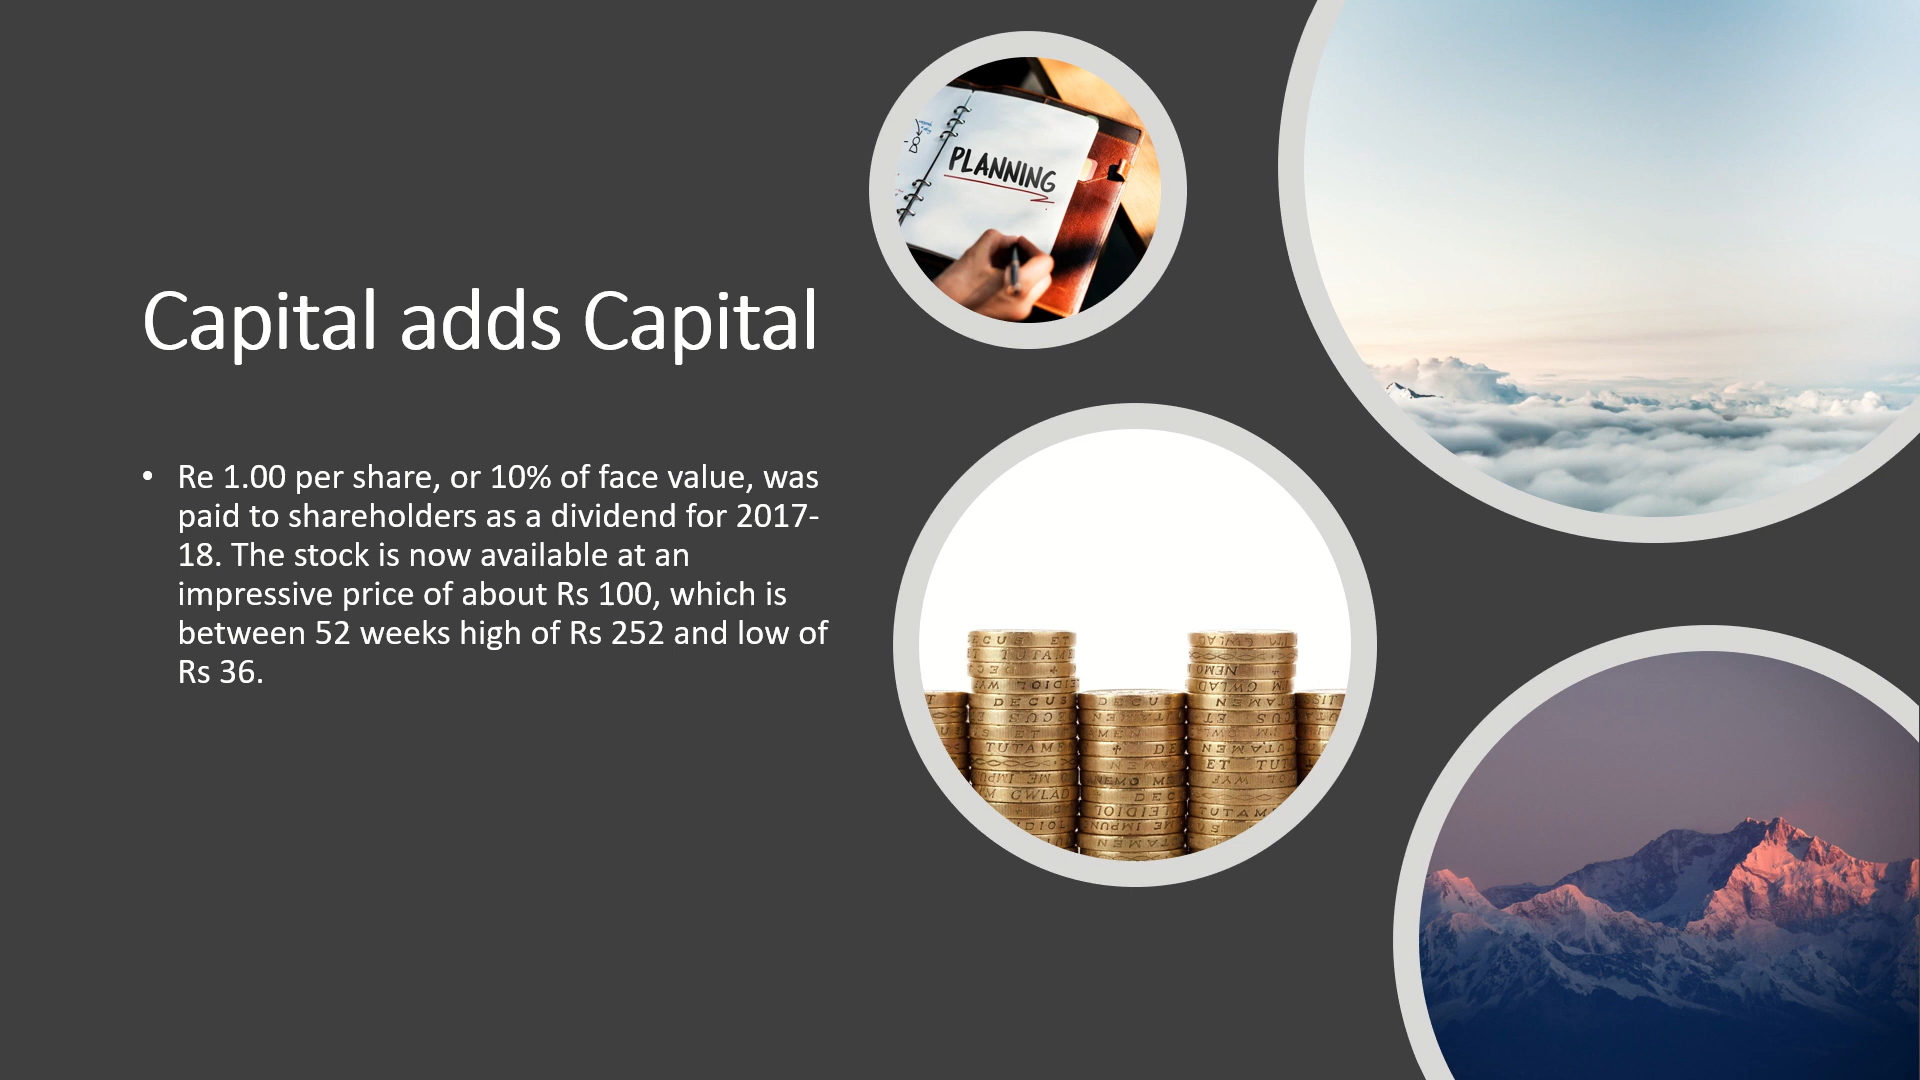 Capital adds Capital
• Re 1.00 per share, or 10% of face value, was
paid to shareholders as a dividend for 2017-
18. The stock is now available at an
impressive price of about Rs 100, which is
between 52 weeks high of Rs 252 and low of
Rs 36.
PLANNING